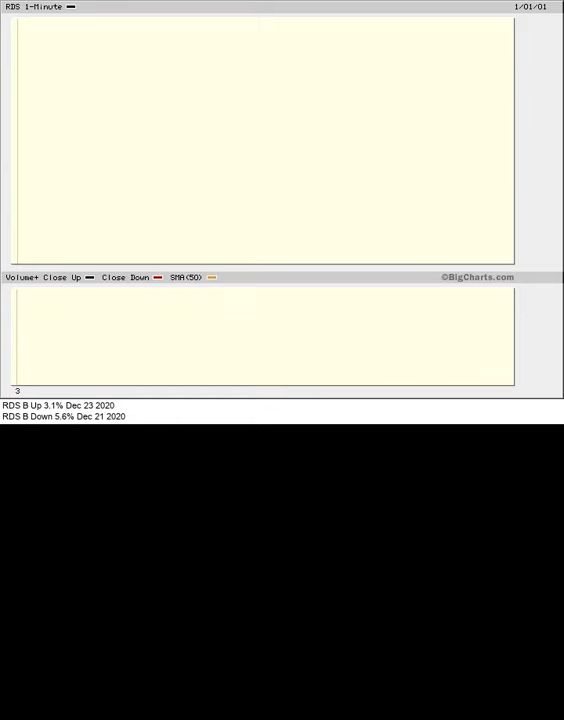 RDS 1-Minute 1/01/01
Volume+ Close Up Close Down SMA(50) ©BigCharts.com
3
RDS B Up 3.1% Dec 23 2020
RDS B Down 5.6% Dec 21 2020